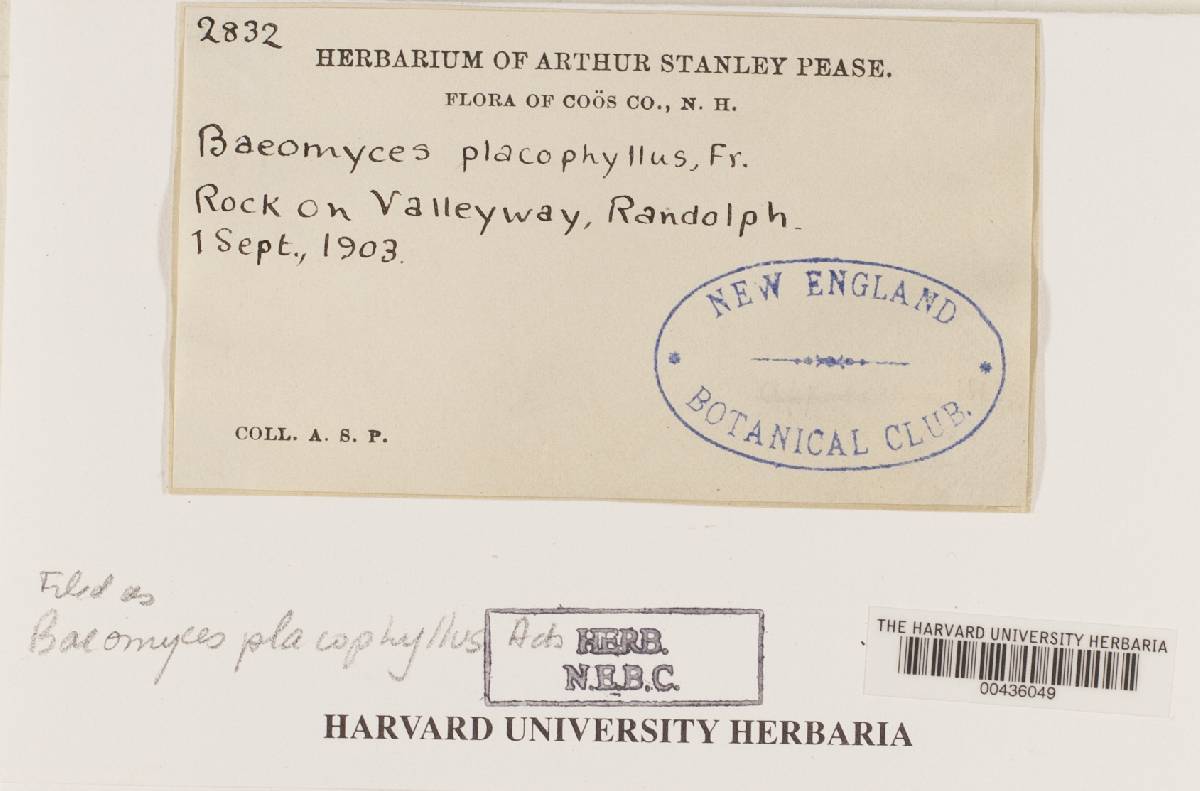 2832
HERBARIUM OF ARTHUR STANLEY PEASE.
FLORA OF COÖS CO., N. H.
Baeomyces placophyllus, Fr.
Rock on Valleyway, Randolph.
1 Sept., 1903.
NEW ENGLAND
BOTANICAL CLUB.
COLL. A. S. P.
Filed as
Baeomyces placophyllus Ach
HERB.
N.E.B.C.
THE HARVARD UNIVERSITY HERBARIA
00436049
HARVARD UNIVERSITY HERBARIA